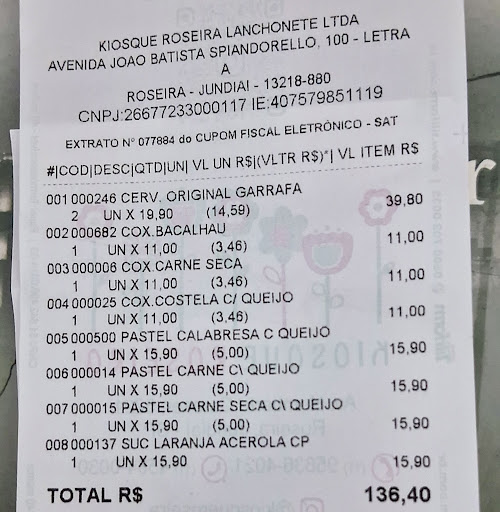 KIOSQUE ROSEIRA LANCHONETE LTDA
AVENIDA JOAO BATISTA SPIANDORELLO, 100 - LETRA
A
ROSEIRA - JUNDIAI - 13218-880
CNPJ:26677233000117 IE:407579851119
EXTRATO Nº 077884 do CUPOM FISCAL ELETRÔNICO - SAT
#|COD|DESC|QTD|UN| VL UN R$|(VLTR R$)*| VL ITEM R$
001 000246 CERV. ORIGINAL GARRAFA
2 UN X 19,90 (14,59) 39,80
002 000682 COX.BACALHAU
1 UN X 11,00 (3,46) 11,00
003 000006 COX.CARNE SECA
1 UN X 11,00 (3,46) 11,00
004 000025 COX.COSTELA C/ QUEIJO
1 UN X 11,00 (3,46) 11,00
005 000500 PASTEL CALABRESA C QUEIJO
1 UN X 15,90 (5,00) 15,90
006 000014 PASTEL CARNE C\ QUEIJO
1 UN X 15,90 (5,00) 15,90
007 000015 PASTEL CARNE SECA C\ QUEIJO
1 UN X 15,90 (5,00) 15,90
008 000137 SUC LARANJA ACEROLA CP
1 UN X 15,90 15,90
TOTAL R$ 136,40